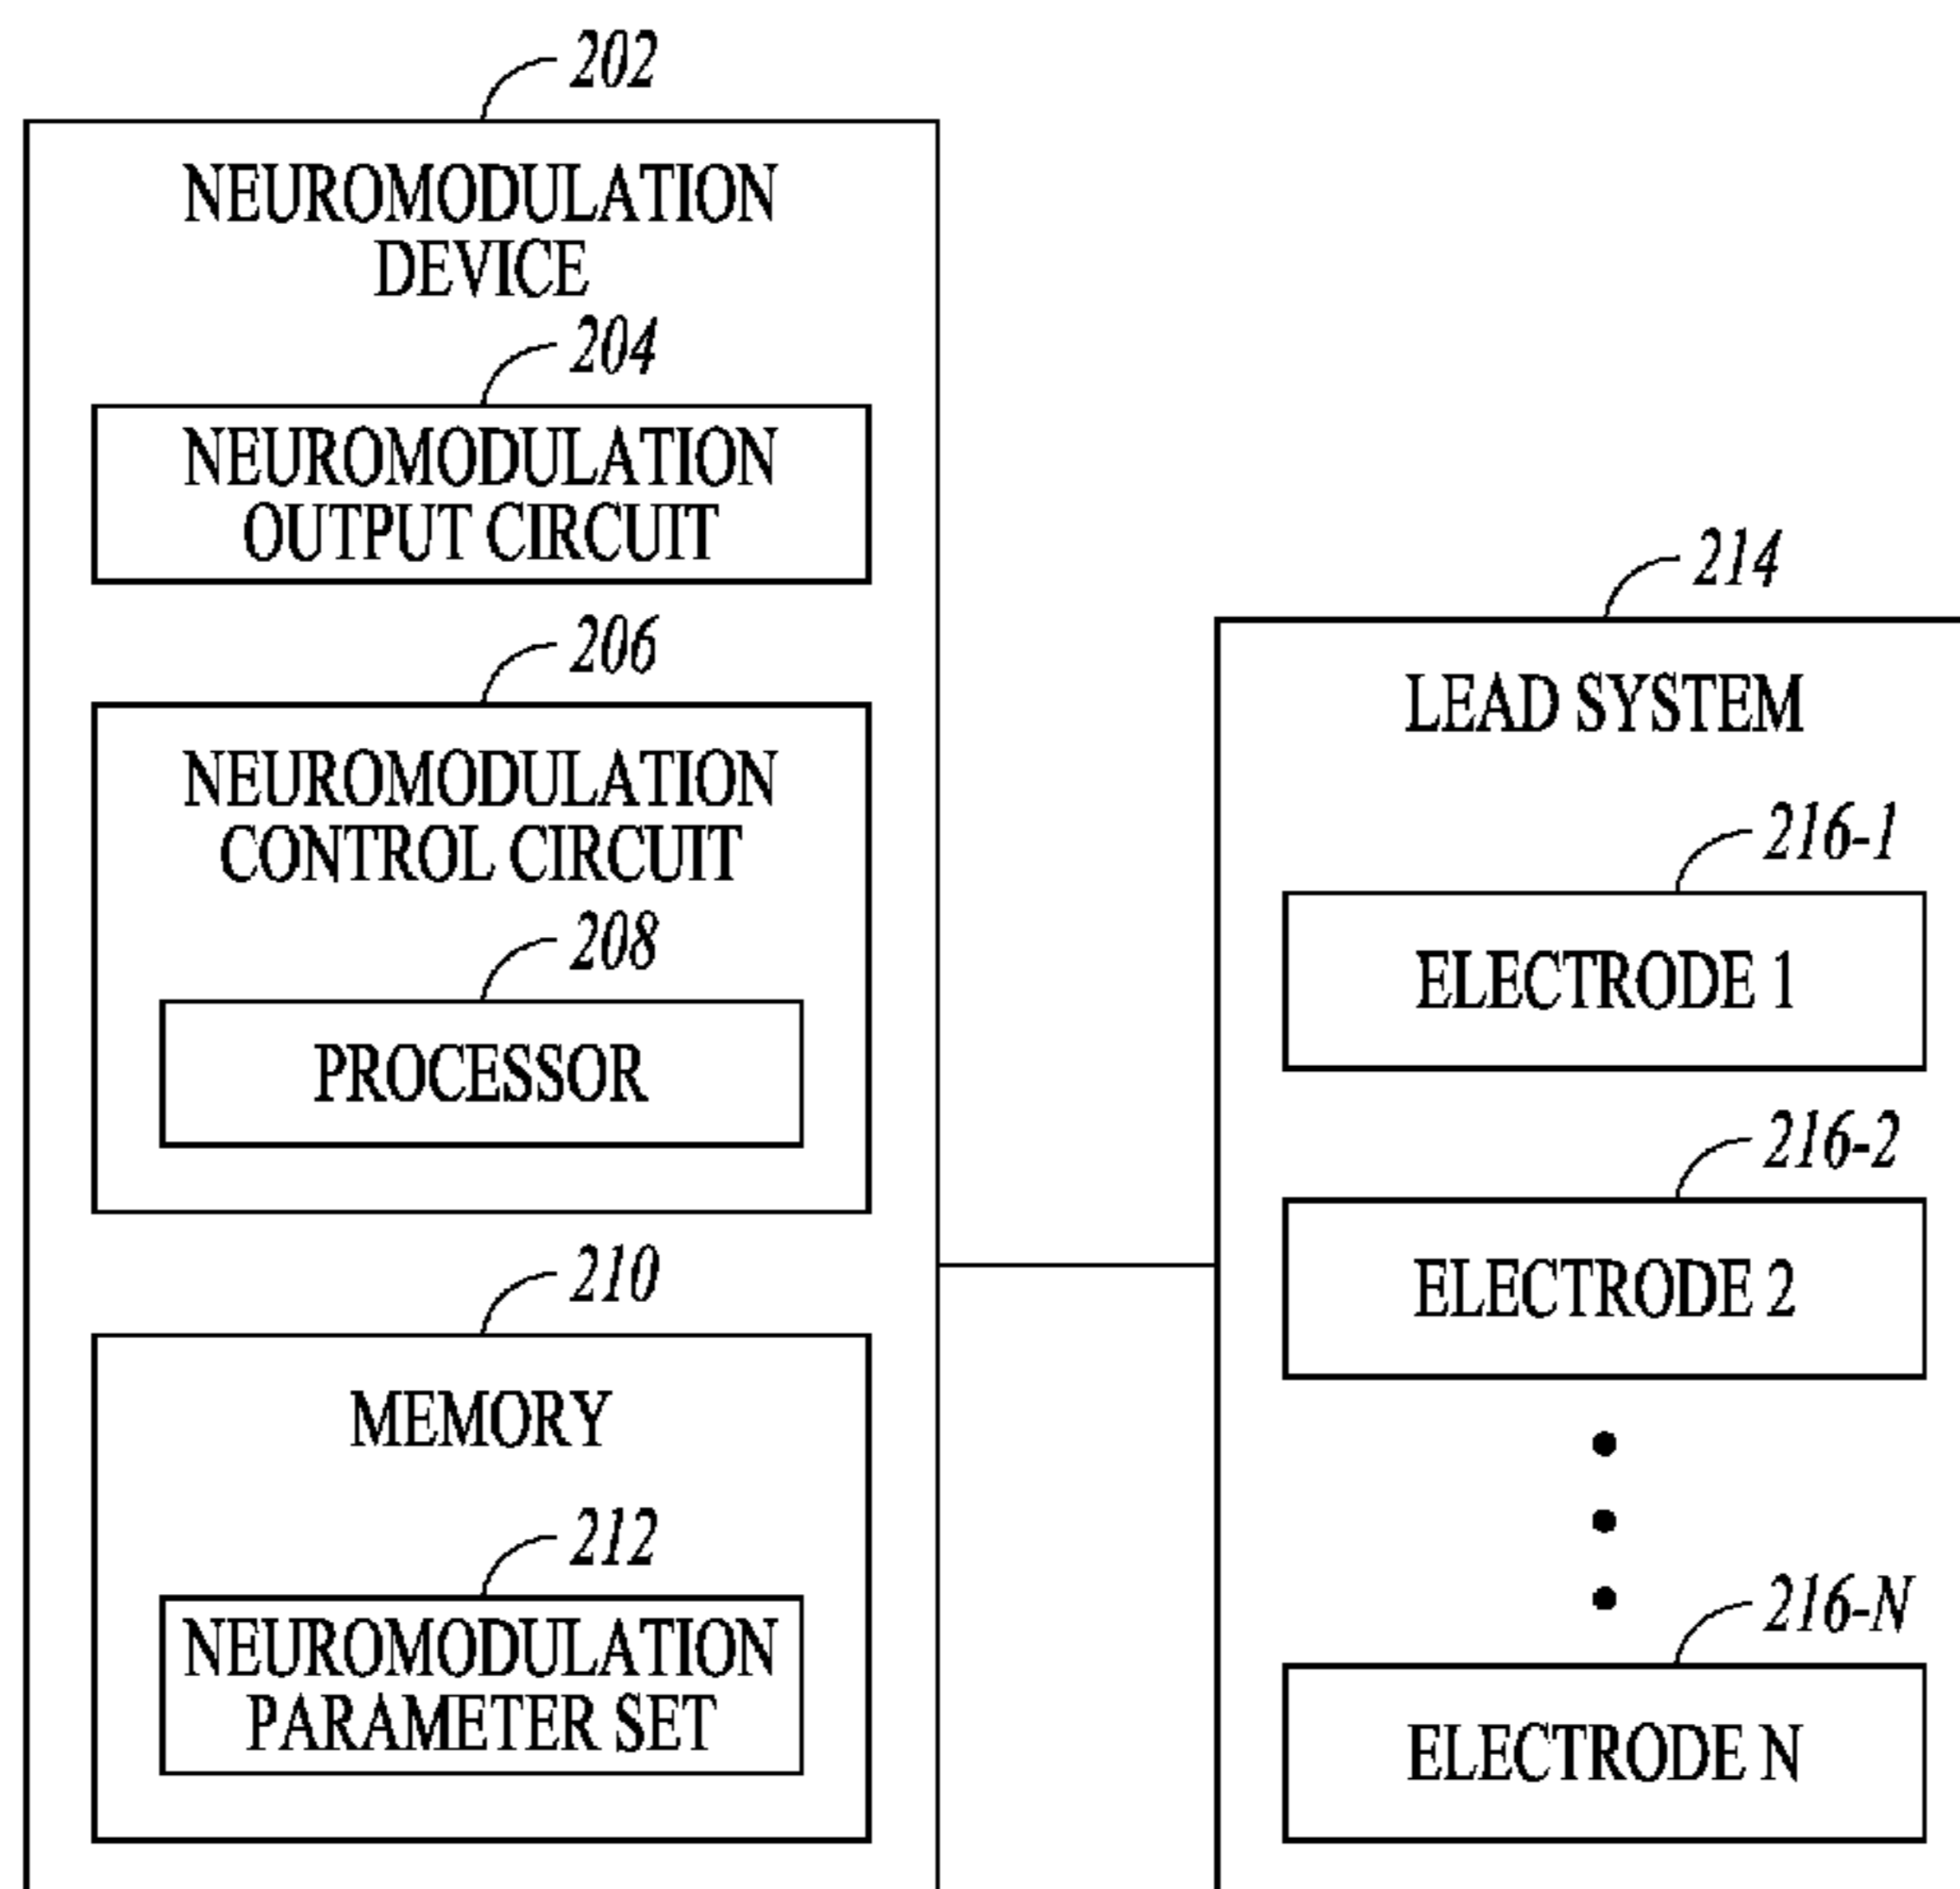 202
NEUROMODULATION
DEVICE
204
NEUROMODULATION
OUTPUT CIRCUIT
206
NEUROMODULATION
CONTROL CIRCUIT
208
PROCESSOR
210
MEMORY
212
NEUROMODULATION
PARAMETER SET
214
LEAD SYSTEM
216-1
ELECTRODE 1
216-2
ELECTRODE 2
216-N
ELECTRODE N